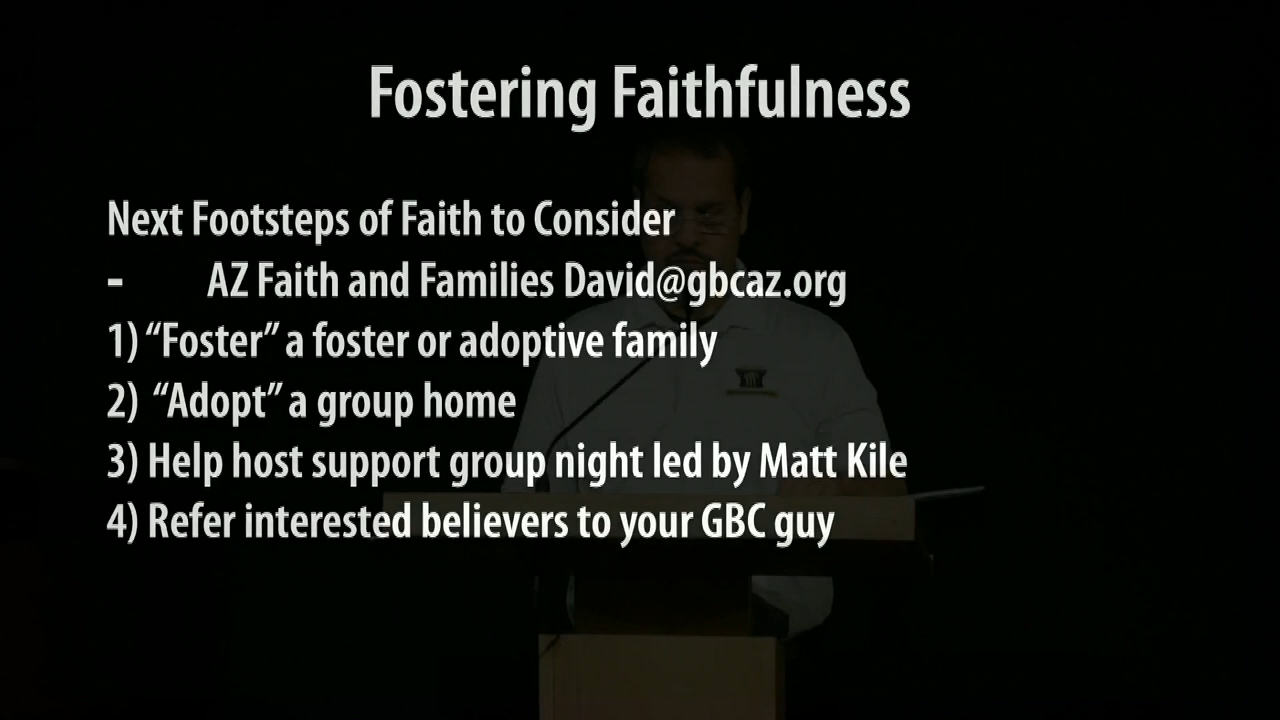 Fostering Faithfulness
Next Footsteps of Faith to Consider
- AZ Faith and Families David@gbcaz.org
1) “Foster” a foster or adoptive family
2) “Adopt” a group home
3) Help host support group night led by Matt Kile
4) Refer interested believers to your GBC guy